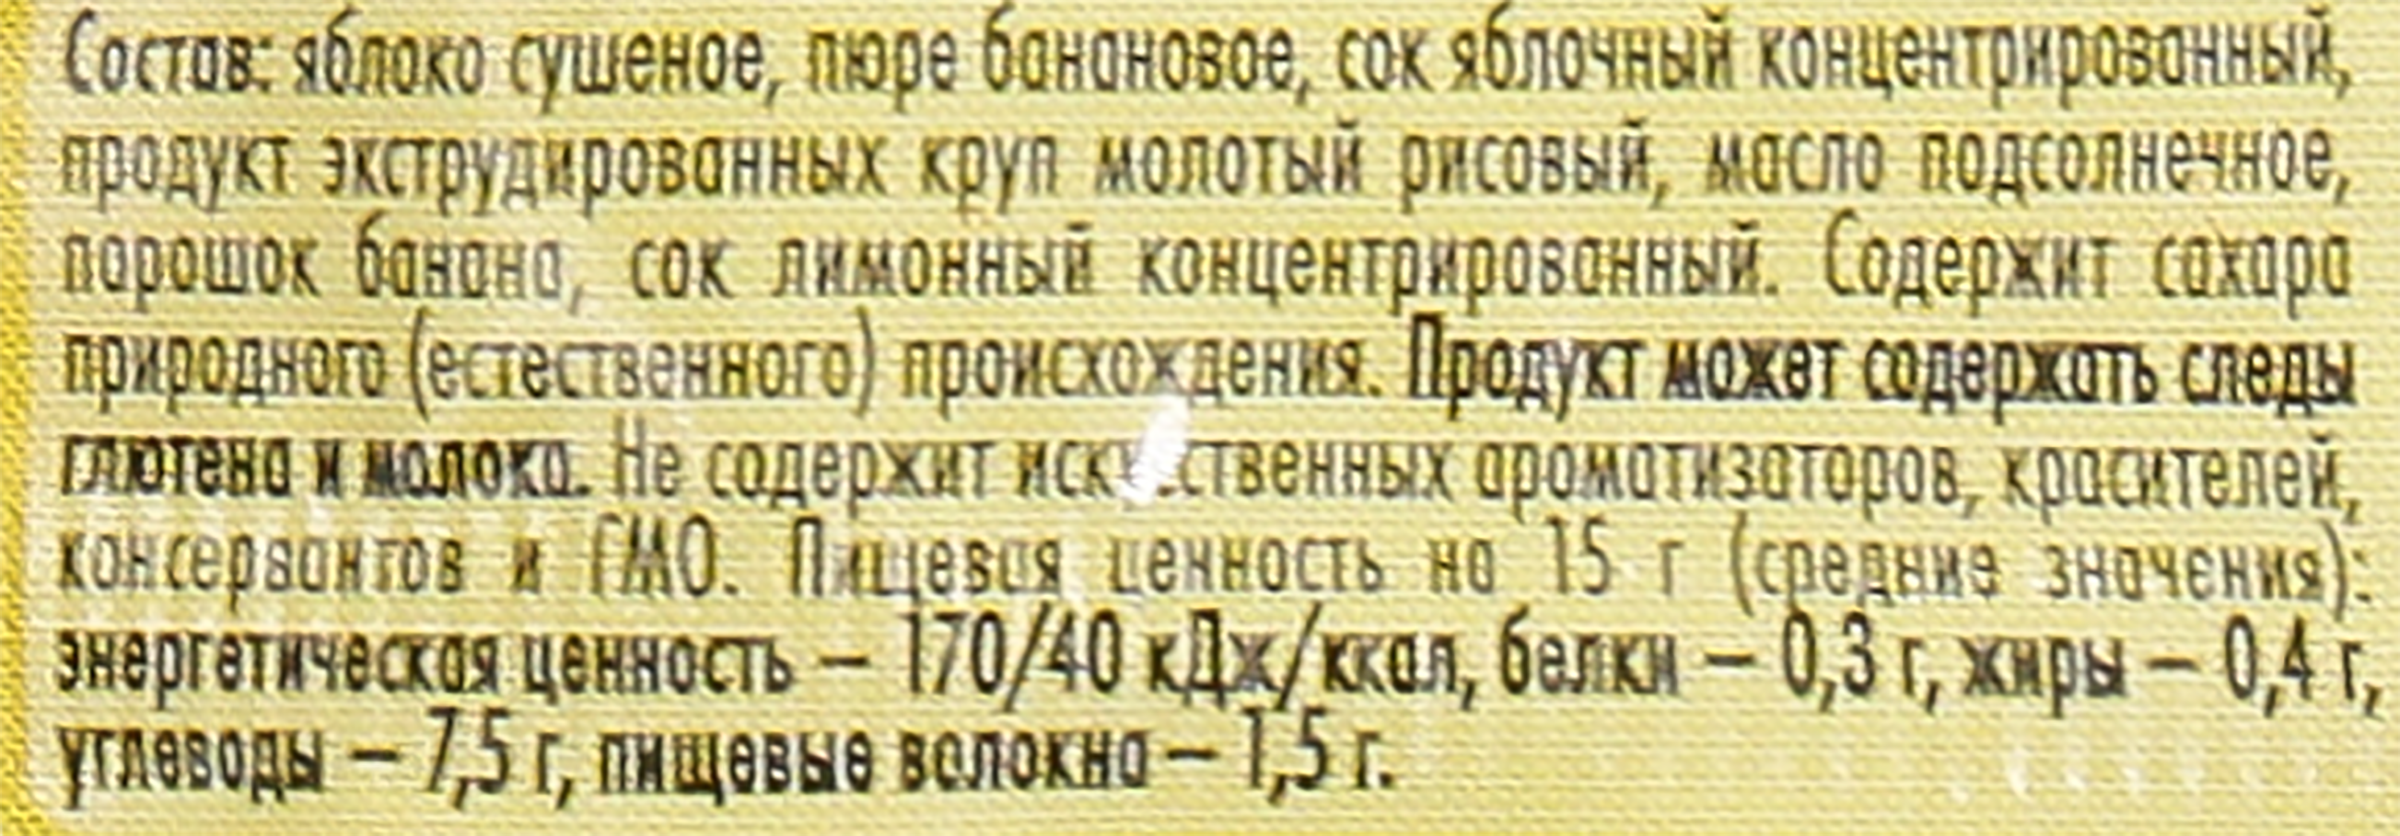 Состав: яблоко сушеное, пюре банановое, сок яблочный концентрированный,
продукт экструдированных круп молотый рисовый, масло подсолнечное,
порошок банана, сок лимонный концентрированный. Содержит сахара
природного (естественного) происхождения. Продукт может содержать следы
глютена и молока. Не содержит искусственных ароматизаторов, красителей,
консервантов и ГМО. Пищевая ценность на 15 г (средние значения):
энергетическая ценность – 170/40 кДж/ккал, белки – 0,3 г, жиры – 0,4 г,
углеводы – 7,5 г, пищевые волокна – 1,5 г.